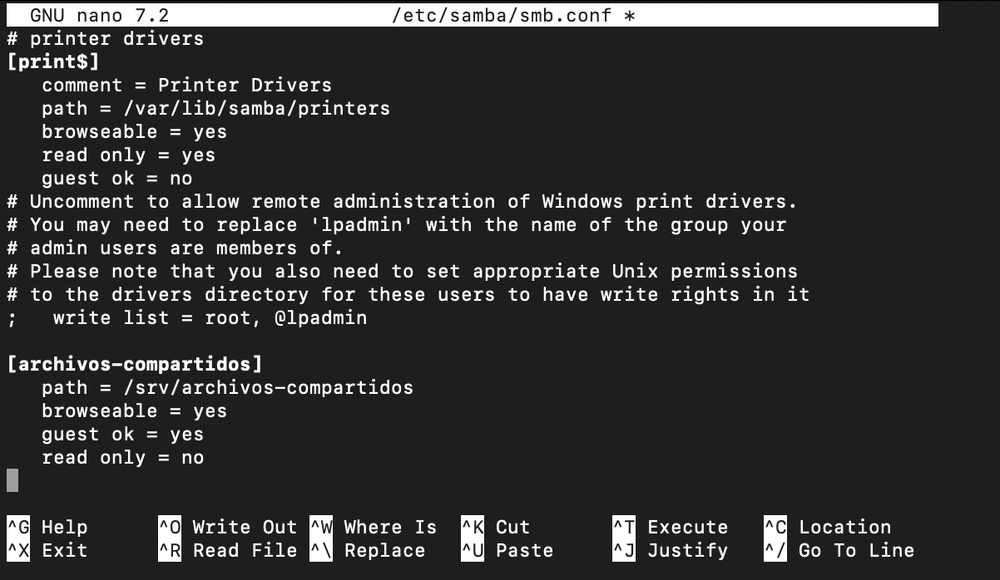 GNU nano 7.2 /etc/samba/smb.conf *
# printer drivers
[print$]
   comment = Printer Drivers
   path = /var/lib/samba/printers
   browseable = yes
   read only = yes
   guest ok = no
# Uncomment to allow remote administration of Windows print drivers.
# You may need to replace 'lpadmin' with the name of the group your
# admin users are members of.
# Please note that you also need to set appropriate Unix permissions
# to the drivers directory for these users to have write rights in it
;   write list = root, @lpadmin
[archivos-compartidos]
   path = /srv/archivos-compartidos
   browseable = yes
   guest ok = yes
   read only = no
^G Help ^O Write Out ^W Where Is ^K Cut ^T Execute ^C Location
^X Exit ^R Read File ^\ Replace ^U Paste ^J Justify ^/ Go To Line